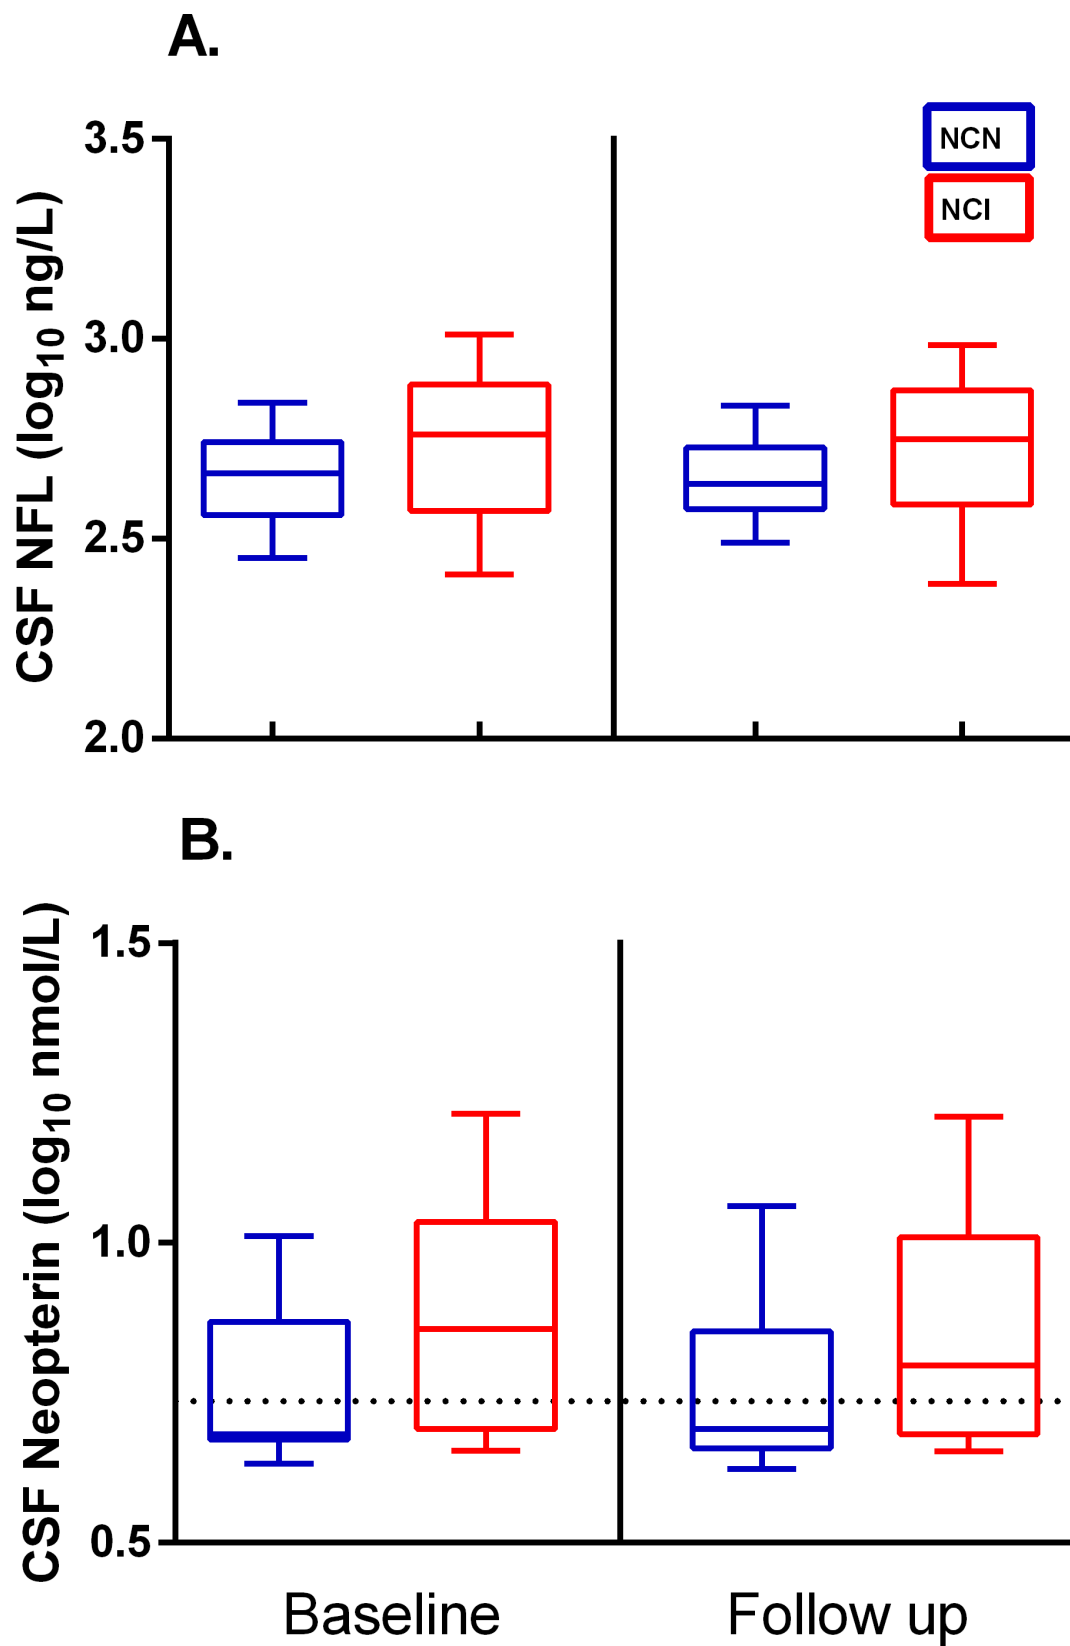 A.
CSF NFL (log₁₀ ng/L)
3.5
3.0
2.5
2.0
NCN
NCI
B.
CSF Neopterin (log₁₀ nmol/L)
1.5
1.0
0.5
Baseline Follow up